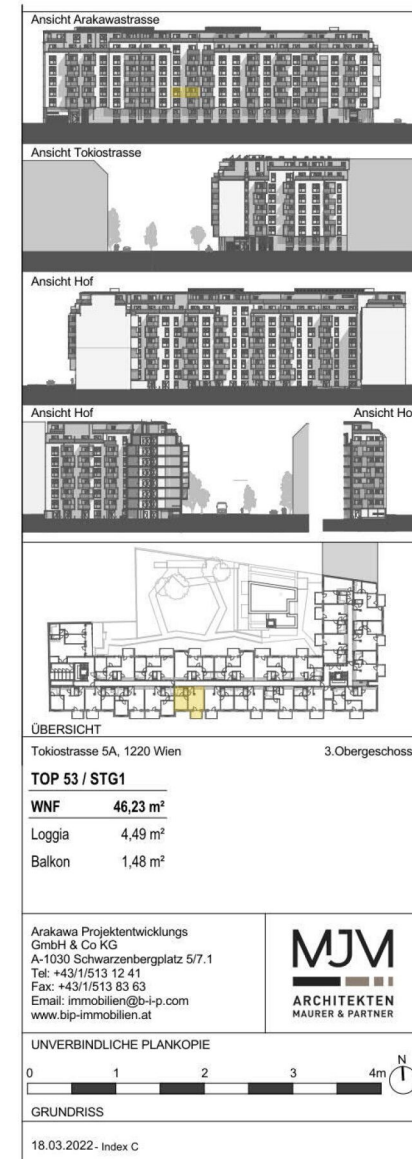 Ansicht Arakawastrasse
Ansicht Tokiostrasse
Ansicht Hof
Ansicht Hof
Ansicht Ho
ÜBERSICHT
Tokiostrasse 5A, 1220 Wien
3.Obergeschoss
TOP 53 / STG1
WNF 46,23 m²
Loggia 4,49 m²
Balkon 1,48 m²
Arakawa Projektentwicklungs
GmbH & Co KG
A-1030 Schwarzenbergplatz 5/7.1
Tel: +43/1/513 12 41
Fax: +43/1/513 83 63
Email: immobilien@b-i-p.com
www.bip-immobilien.at
MJM
ARCHITEKTEN
MAURER & PARTNER
UNVERBINDLICHE PLANKOPIE
N
0 1 2 3 4m
GRUNDRISS
18.03.2022- Index C